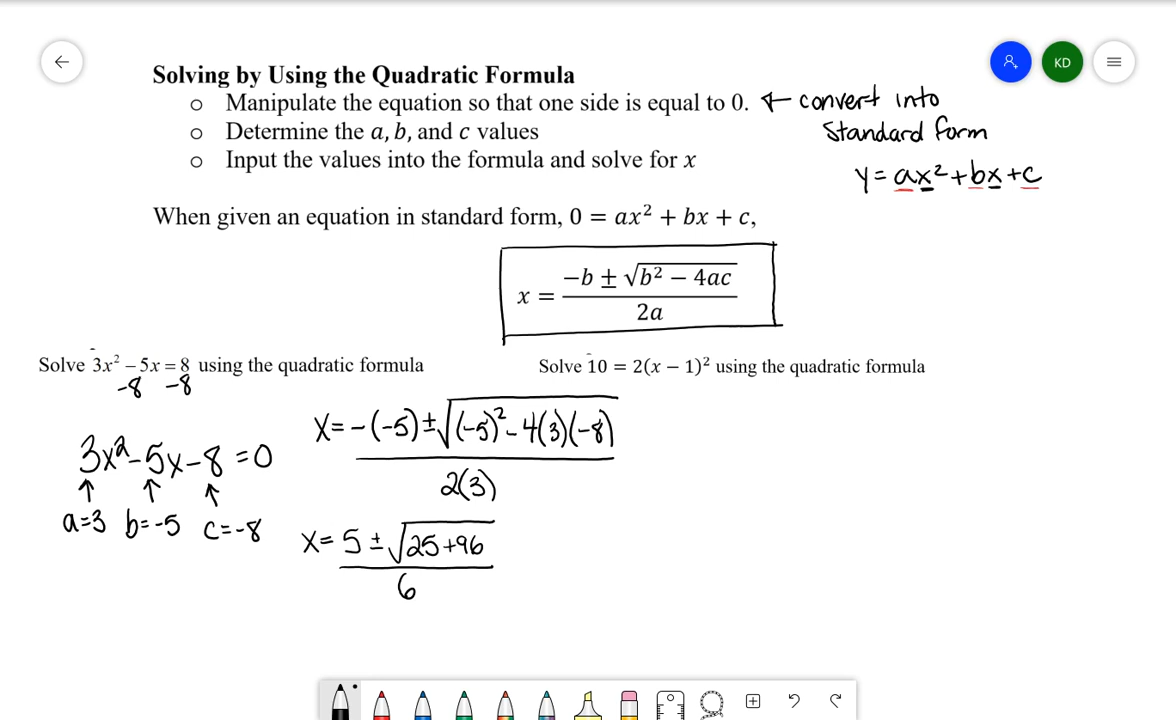 KD
Solving by Using the Quadratic Formula
○ Manipulate the equation so that one side is equal to 0. ← convert into
○ Determine the a, b, and c values standard form
○ Input the values into the formula and solve for x
y = ax² + bx + c
When given an equation in standard form, 0 = ax² + bx + c,
x = (−b ± √(b² − 4ac)) / 2a
Solve 3x² − 5x = 8 using the quadratic formula
-8 -8
3x² - 5x - 8 = 0
↑ ↑ ↑
a=3 b=-5 c=-8
x = (-(-5) ± √((-5)² - 4(3)(-8))) / 2(3)
x = (5 ± √(25+96)) / 6
Solve 10 = 2(x − 1)² using the quadratic formula